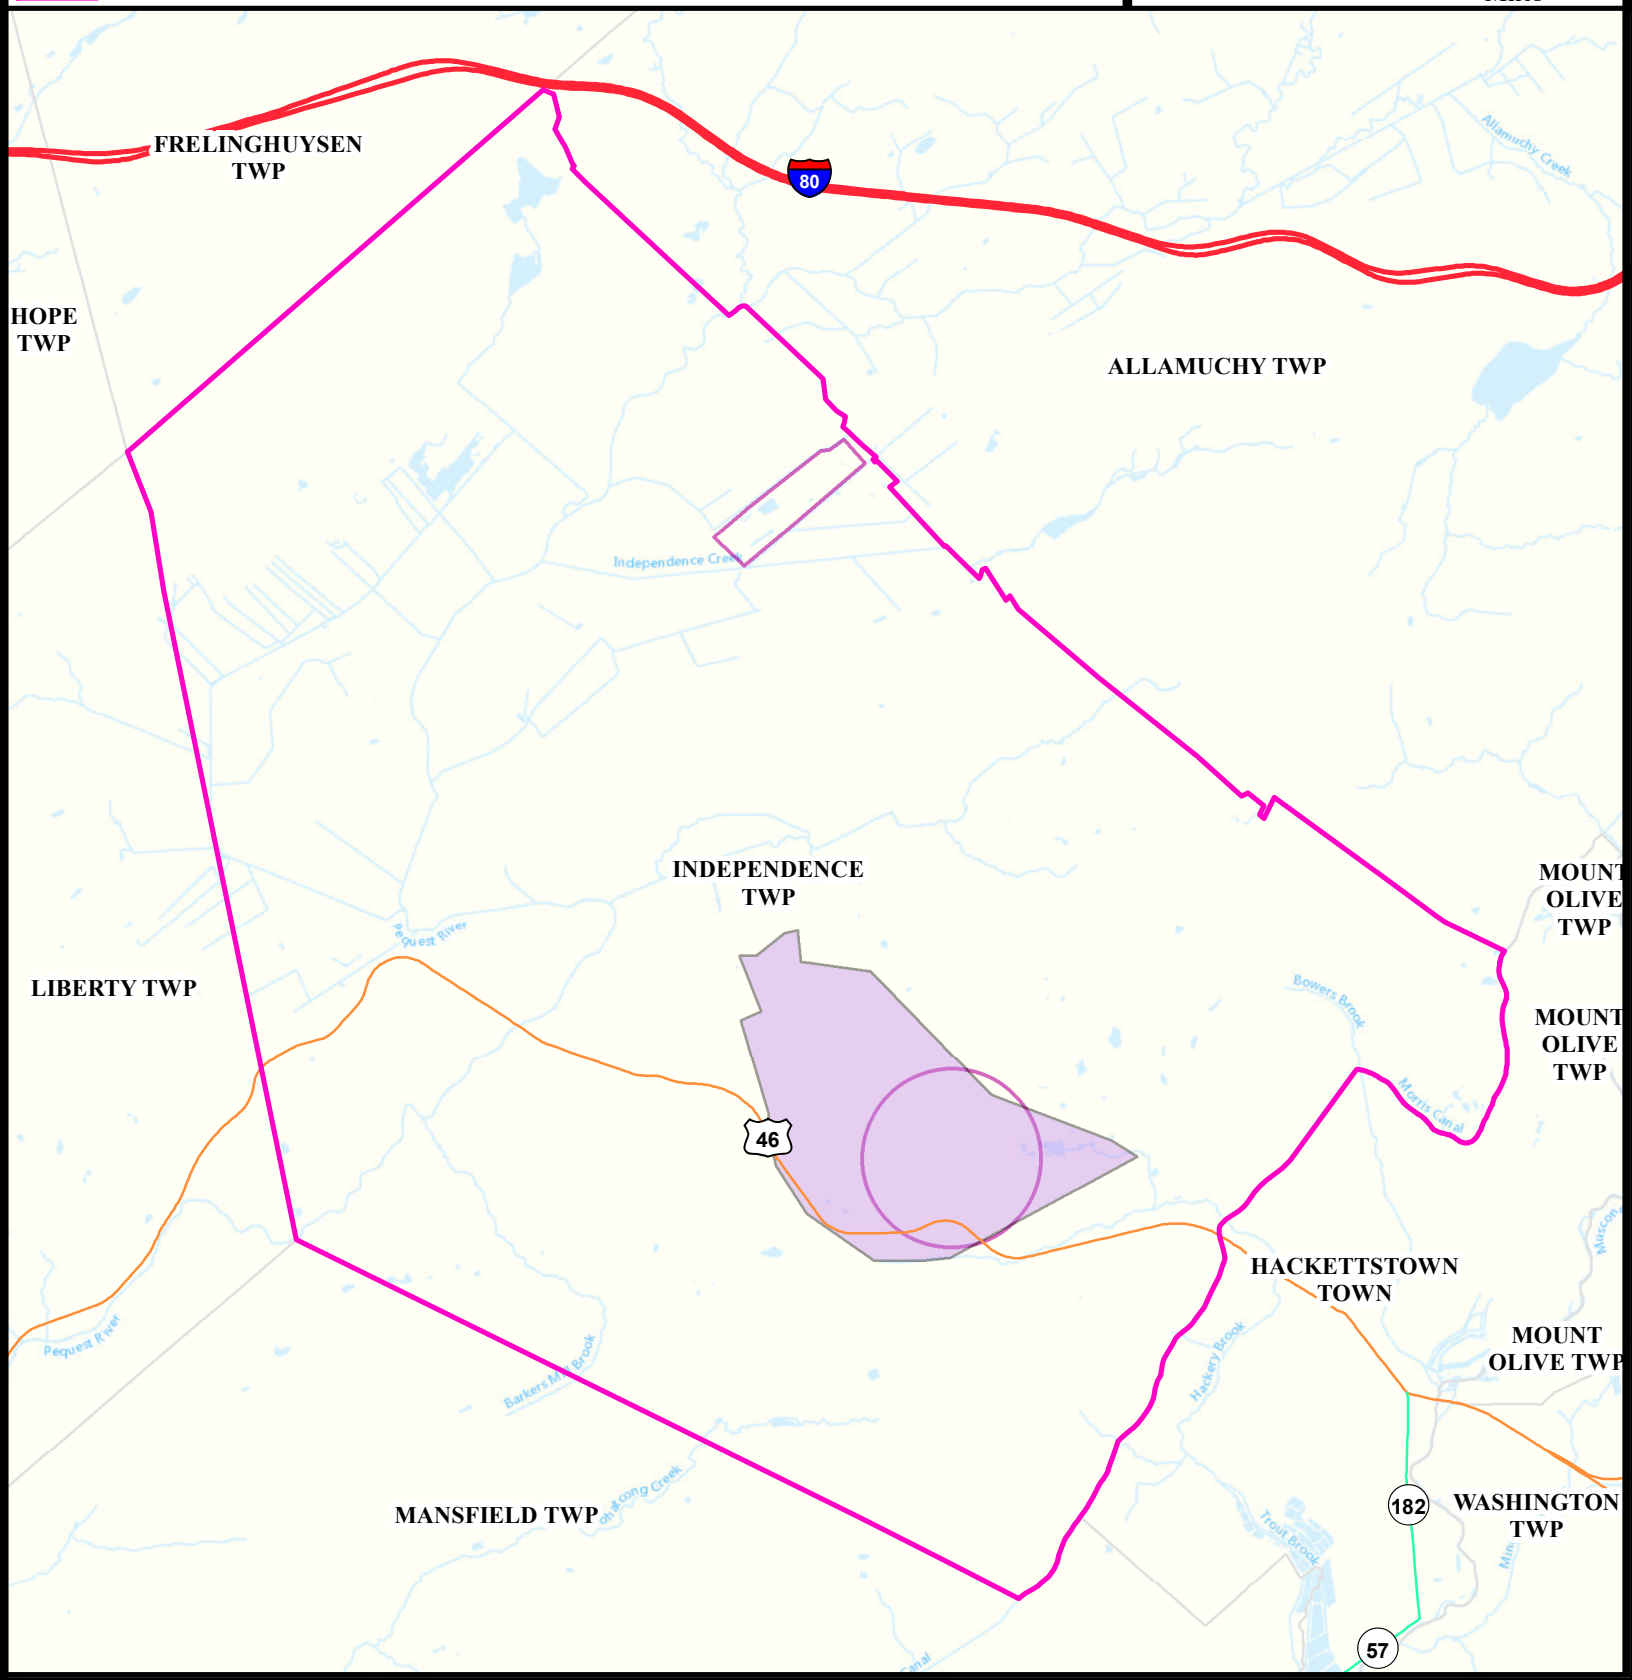 FRELINGHUYSEN
TWP
80
Allamuchy Creek
HOPE
TWP
ALLAMUCHY TWP
Independence Creek
INDEPENDENCE
TWP
MOUNT
OLIVE
TWP
Pequest River
LIBERTY TWP
Bowers Brook
MOUNT
OLIVE
TWP
Morris Canal
46
HACKETTSTOWN
TOWN
Pequest River
Barkers Mill Brook
Hackery Brook
MOUNT
OLIVE TWP
MANSFIELD TWP
Creek
182
WASHINGTON
TWP
Trout Brook
57